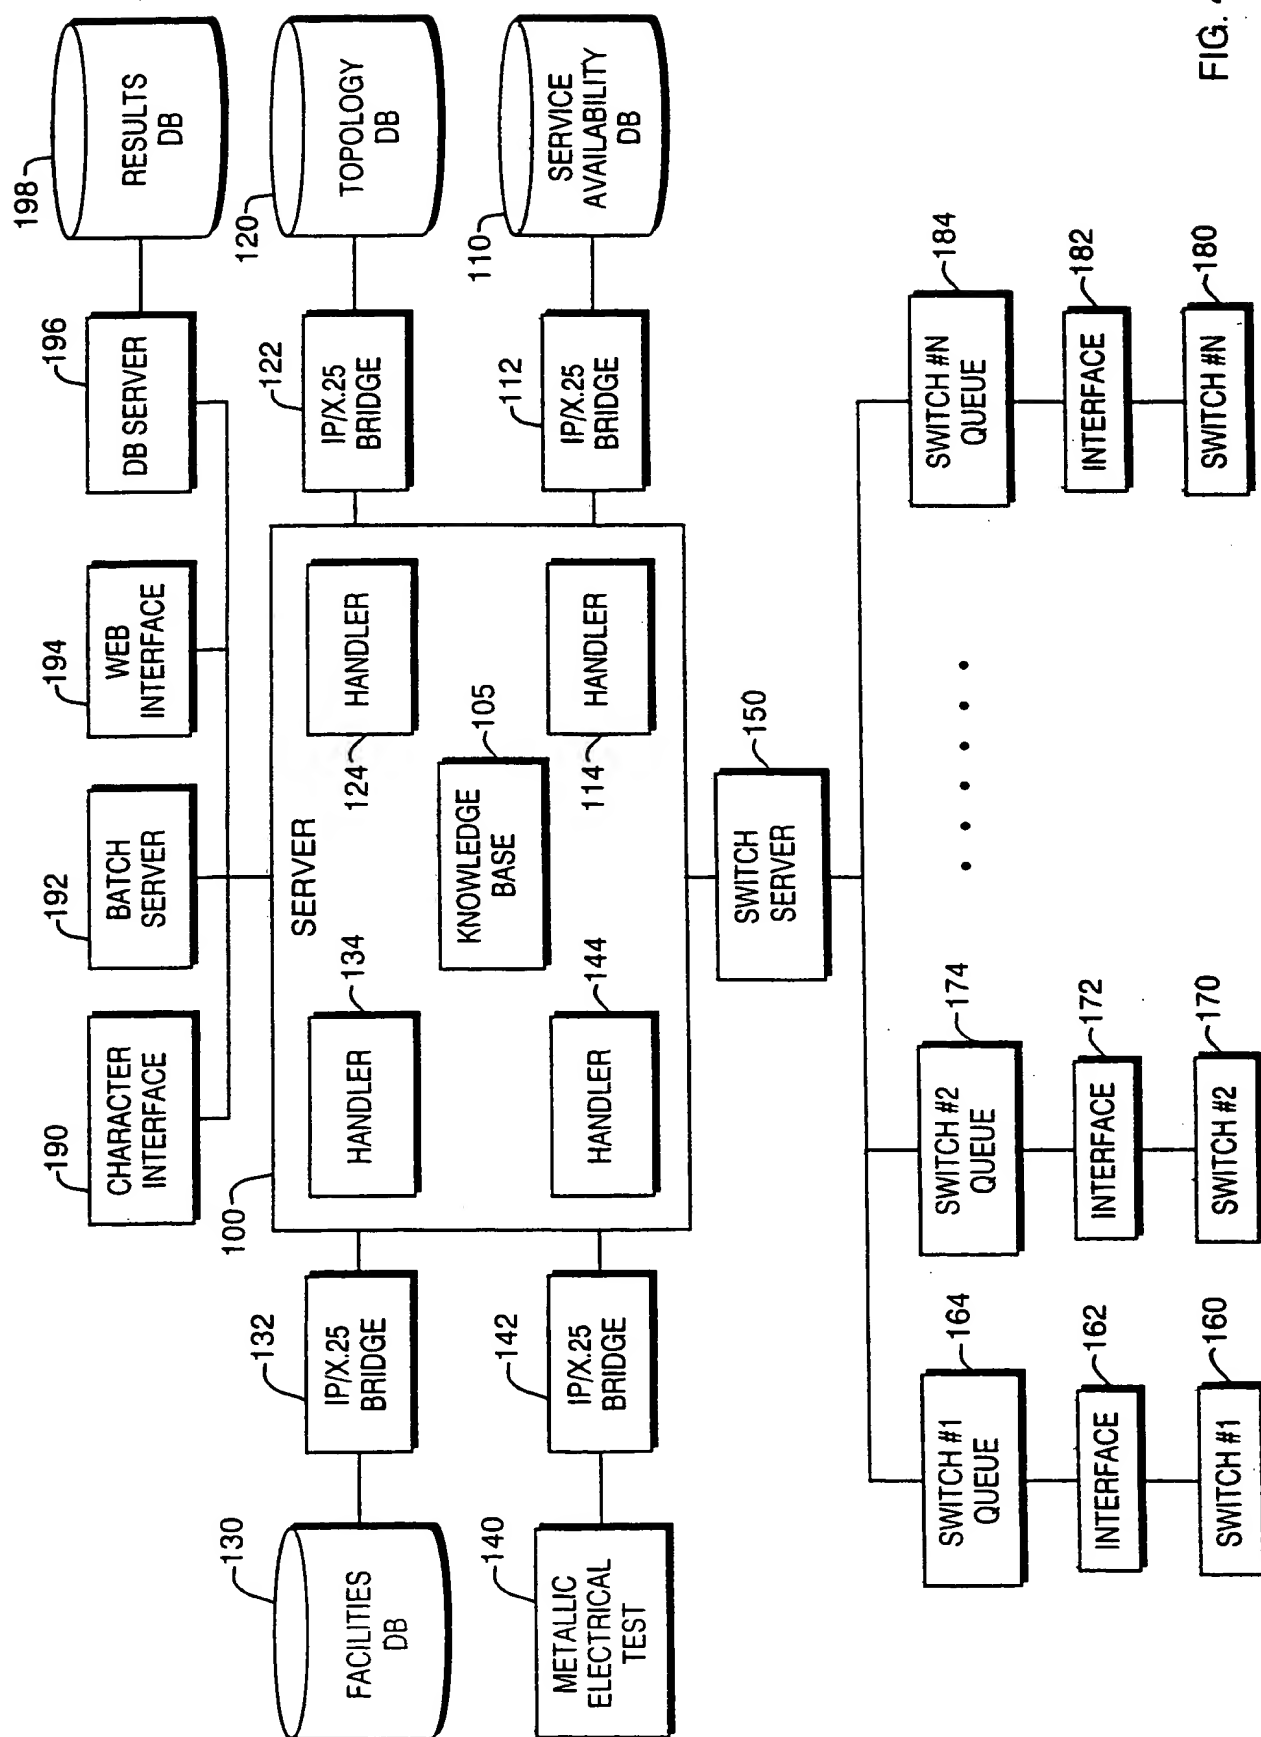 190
CHARACTER
INTERFACE
192
BATCH
SERVER
194
WEB
INTERFACE
196
DB SERVER
198
RESULTS
DB
130
FACILITIES
DB
132
IP/X.25
BRIDGE
100
SERVER
134
HANDLER
124
HANDLER
122
IP/X.25
BRIDGE
120
TOPOLOGY
DB
105
KNOWLEDGE
BASE
140
METALLIC
ELECTRICAL
TEST
142
IP/X.25
BRIDGE
144
HANDLER
114
HANDLER
112
IP/X.25
BRIDGE
110
SERVICE
AVAILABILITY
DB
150
SWITCH
SERVER
164
SWITCH #1
QUEUE
174
SWITCH #2
QUEUE
184
SWITCH #N
QUEUE
162
INTERFACE
172
INTERFACE
182
INTERFACE
160
SWITCH #1
170
SWITCH #2
180
SWITCH #N
FIG.